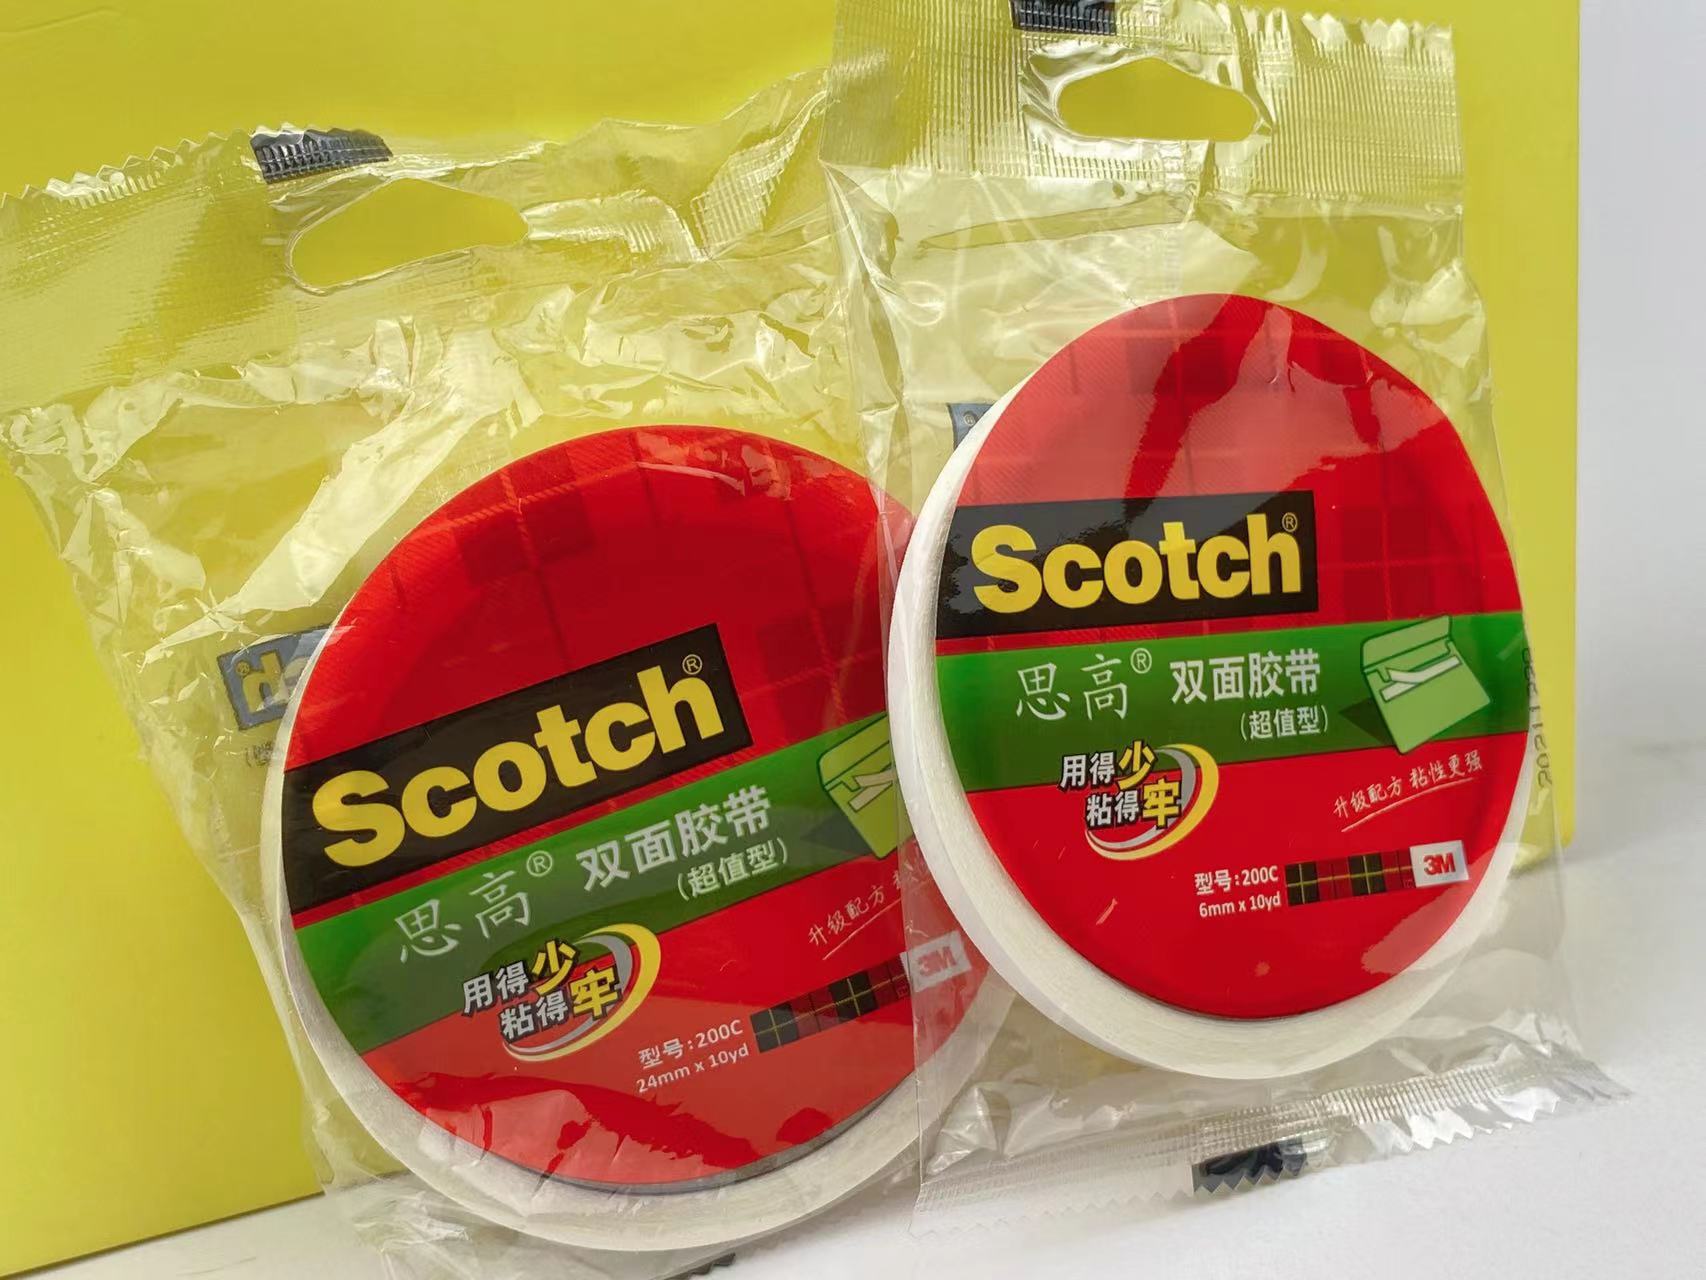 Scotch®
思高® 双面胶带
(超值型)
用得少
粘得牢
升级配方
型号:200C
24mm x 10yd
3M
Scotch®
思高® 双面胶带
(超值型)
用得少
粘得牢
升级配方 粘性更强
型号:200C
6mm x 10yd
3M